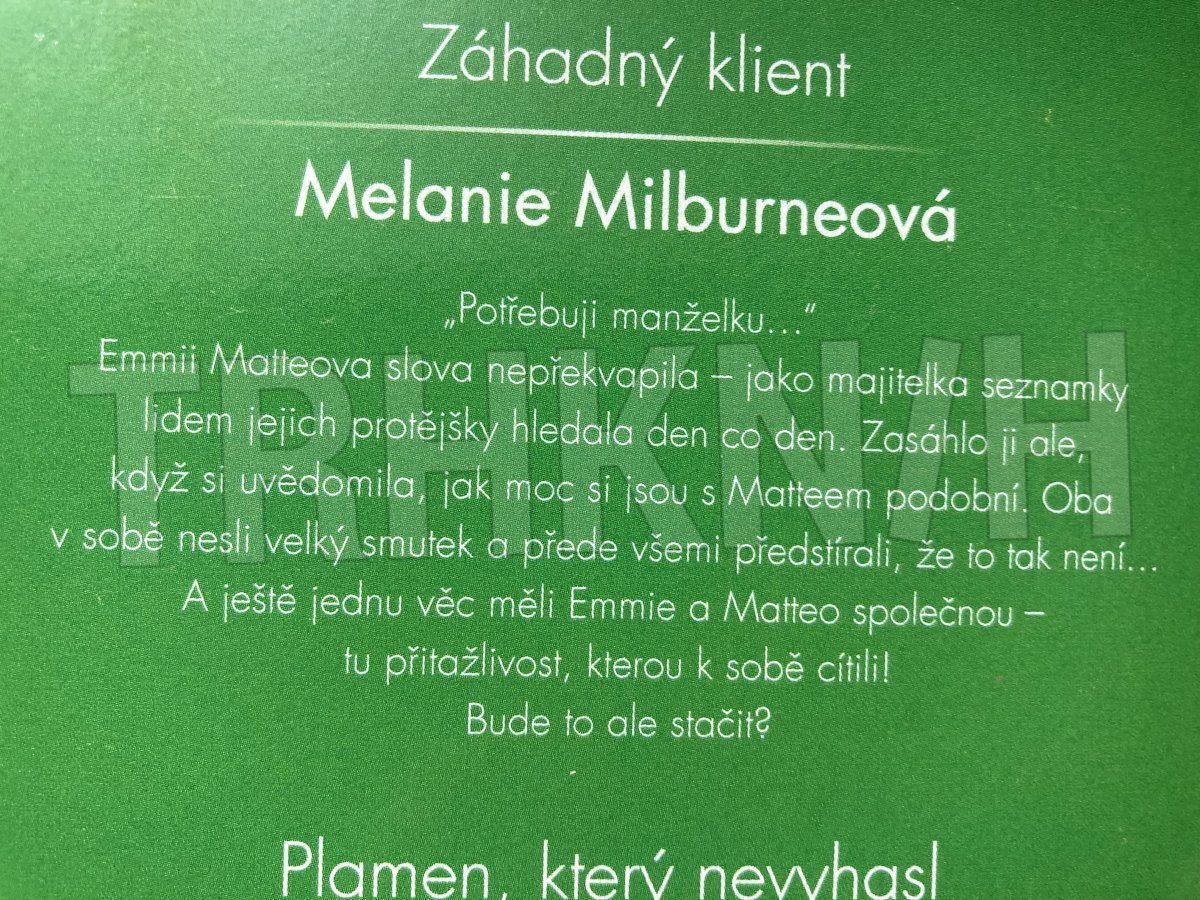 Záhadný klient
Melanie Milburneová
„Potřebuji manželku…“
Emmii Matteova slova nepřekvapila – jako majitelka seznamky
lidem jejich protějšky hledala den co den. Zasáhlo ji ale,
když si uvědomila, jak moc si jsou s Matteem podobní. Oba
v sobě nesli velký smutek a přede všemi předstírali, že to tak není…
A ještě jednu věc měli Emmie a Matteo společnou –
tu přitažlivost, kterou k sobě cítili!
Bude to ale stačit?
Plamen, který nevyhasl
TRHKNIH